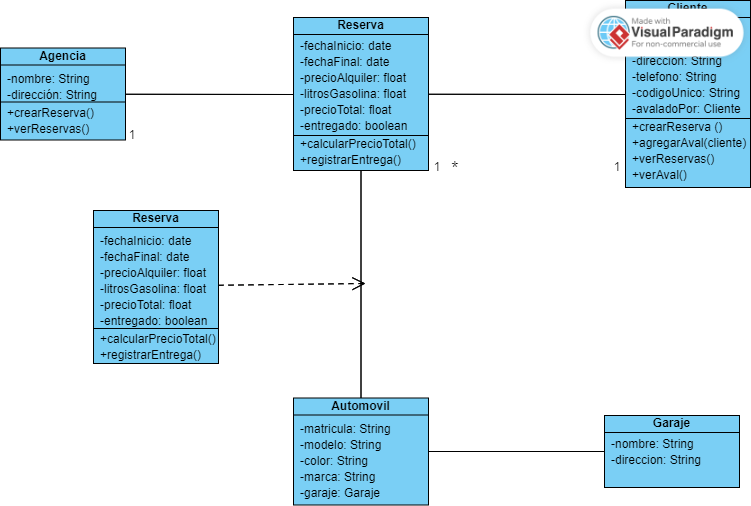 Cliente
Made with
Visual Paradigm
For non-commercial use
-direccion: String
-telefono: String
-codigoUnico: String
-avaladoPor: Cliente
+crearReserva ()
+agregarAval(cliente)
+verReservas()
+verAval()
Reserva
-fechaInicio: date
-fechaFinal: date
-precioAlquiler: float
-litrosGasolina: float
-precioTotal: float
-entregado: boolean
+calcularPrecioTotal()
+registrarEntrega()
Agencia
-nombre: String
-dirección: String
+crearReserva()
+verReservas()
1
1 *
1
Reserva
-fechaInicio: date
-fechaFinal: date
-precioAlquiler: float
-litrosGasolina: float
-precioTotal: float
-entregado: boolean
+calcularPrecioTotal()
+registrarEntrega()
Automovil
-matricula: String
-modelo: String
-color: String
-marca: String
-garaje: Garaje
Garaje
-nombre: String
-direccion: String